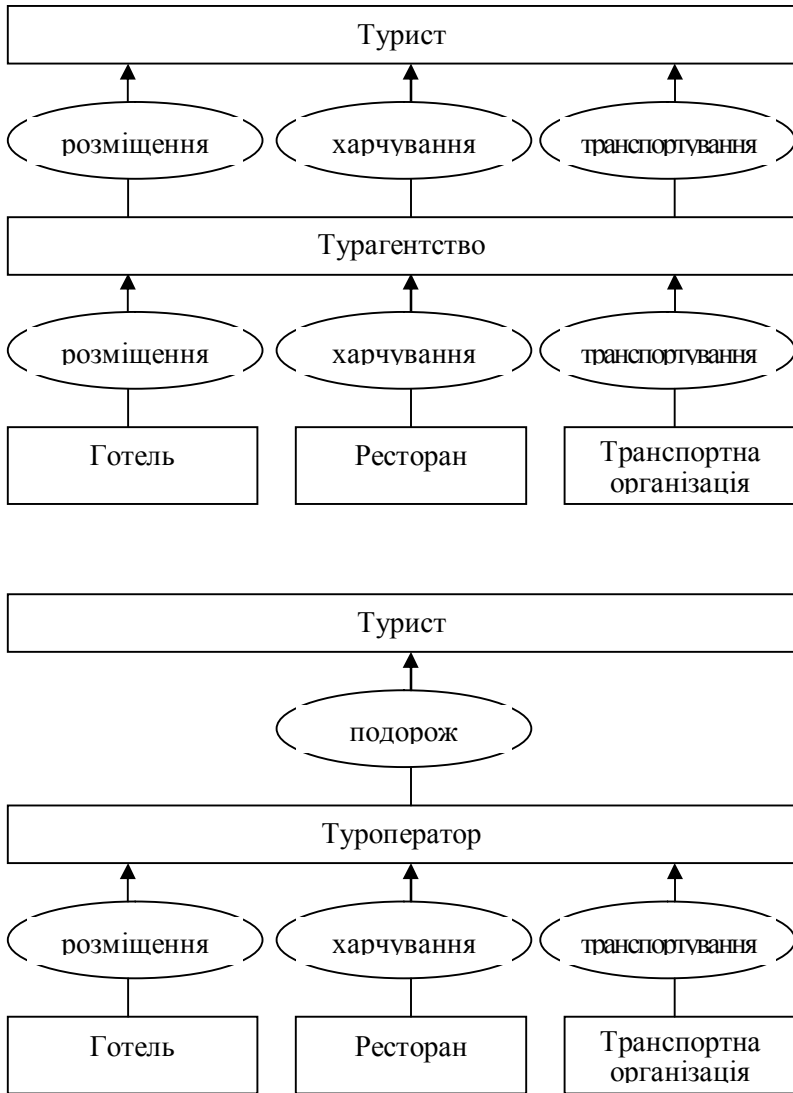 Турист
розміщення харчування транспортування
Турагентство
розміщення харчування транспортування
Готель Ресторан Транспортна
організація
Турист
подорож
Туроператор
розміщення харчування транспортування
Готель Ресторан Транспортна
організація